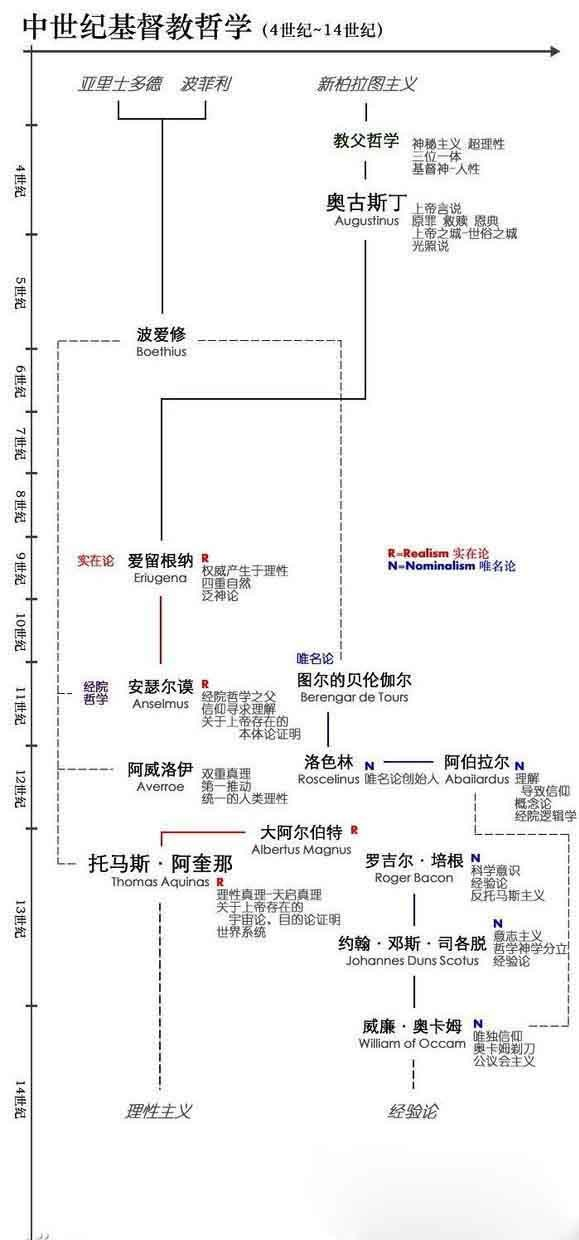 中世纪基督教哲学 (4世纪~14世纪)
亚里士多德 波菲利 新柏拉图主义
教父哲学
神秘主义 超理性
三位一体
基督神-人性
4世纪
奥古斯丁
Augustinus
上帝言说
原罪 救赎 恩典
上帝之城-世俗之城
光照说
5世纪
波爱修
Boethius
6世纪
7世纪
8世纪
9世纪
实在论
爱留根纳 R
Eriugena
权威产生于理性
四重自然
泛神论
R=Realism 实在论
N=Nominalism 唯名论
10世纪
唯名论
图尔的贝伦伽尔
Berengar de Tours
11世纪
经院
哲学
安瑟尔谟 R
Anselmus
经院哲学之父
信仰寻求理解
关于上帝存在的
本体论证明
12世纪
阿威洛伊
Averroe
双重真理
第一推动
统一的人类理性
洛色林 N
Roscelinus 唯名论创始人
阿伯拉尔 N
Abailardus
理解
导致信仰
概念论
经院逻辑学
大阿尔伯特 R
Albertus Magnus
托马斯·阿奎那
Thomas Aquinas R
理性真理-天启真理
关于上帝存在的
宇宙论、目的论证明
世界系统
13世纪
罗吉尔·培根 N
Roger Bacon
科学意识
经验论
反托马斯主义
约翰·邓斯·司各脱 N
Johannes Duns Scotus
意志主义
哲学神学分立
经验论
威廉·奥卡姆 N
William of Occam
唯独信仰
奥卡姆剃刀
公议会主义
14世纪
理性主义 经验论